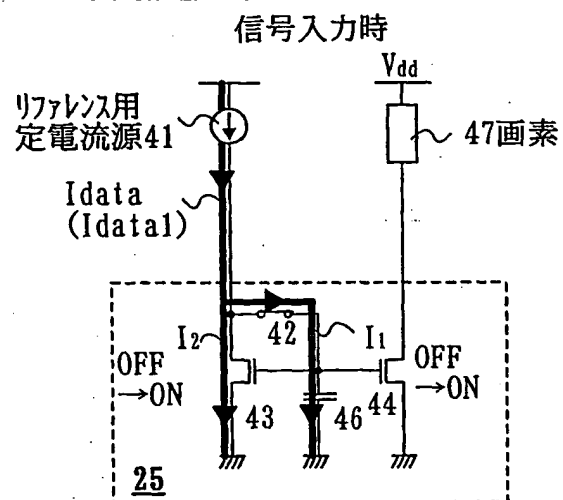 信号入力時
Vdd
リファレンス用
定電流源41
47画素
Idata
(Idata1)
I2
42
I1
OFF
→ON
OFF
→ON
43
46
44
25